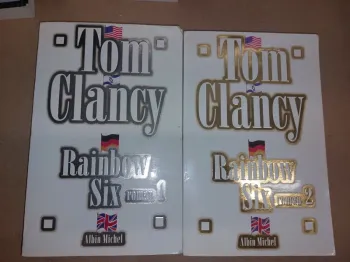 Tom
Clancy
Rainbow
Six TOME 1
Albin Michel
Tom
Clancy
Rainbow
Six TOME 2
Albin Michel